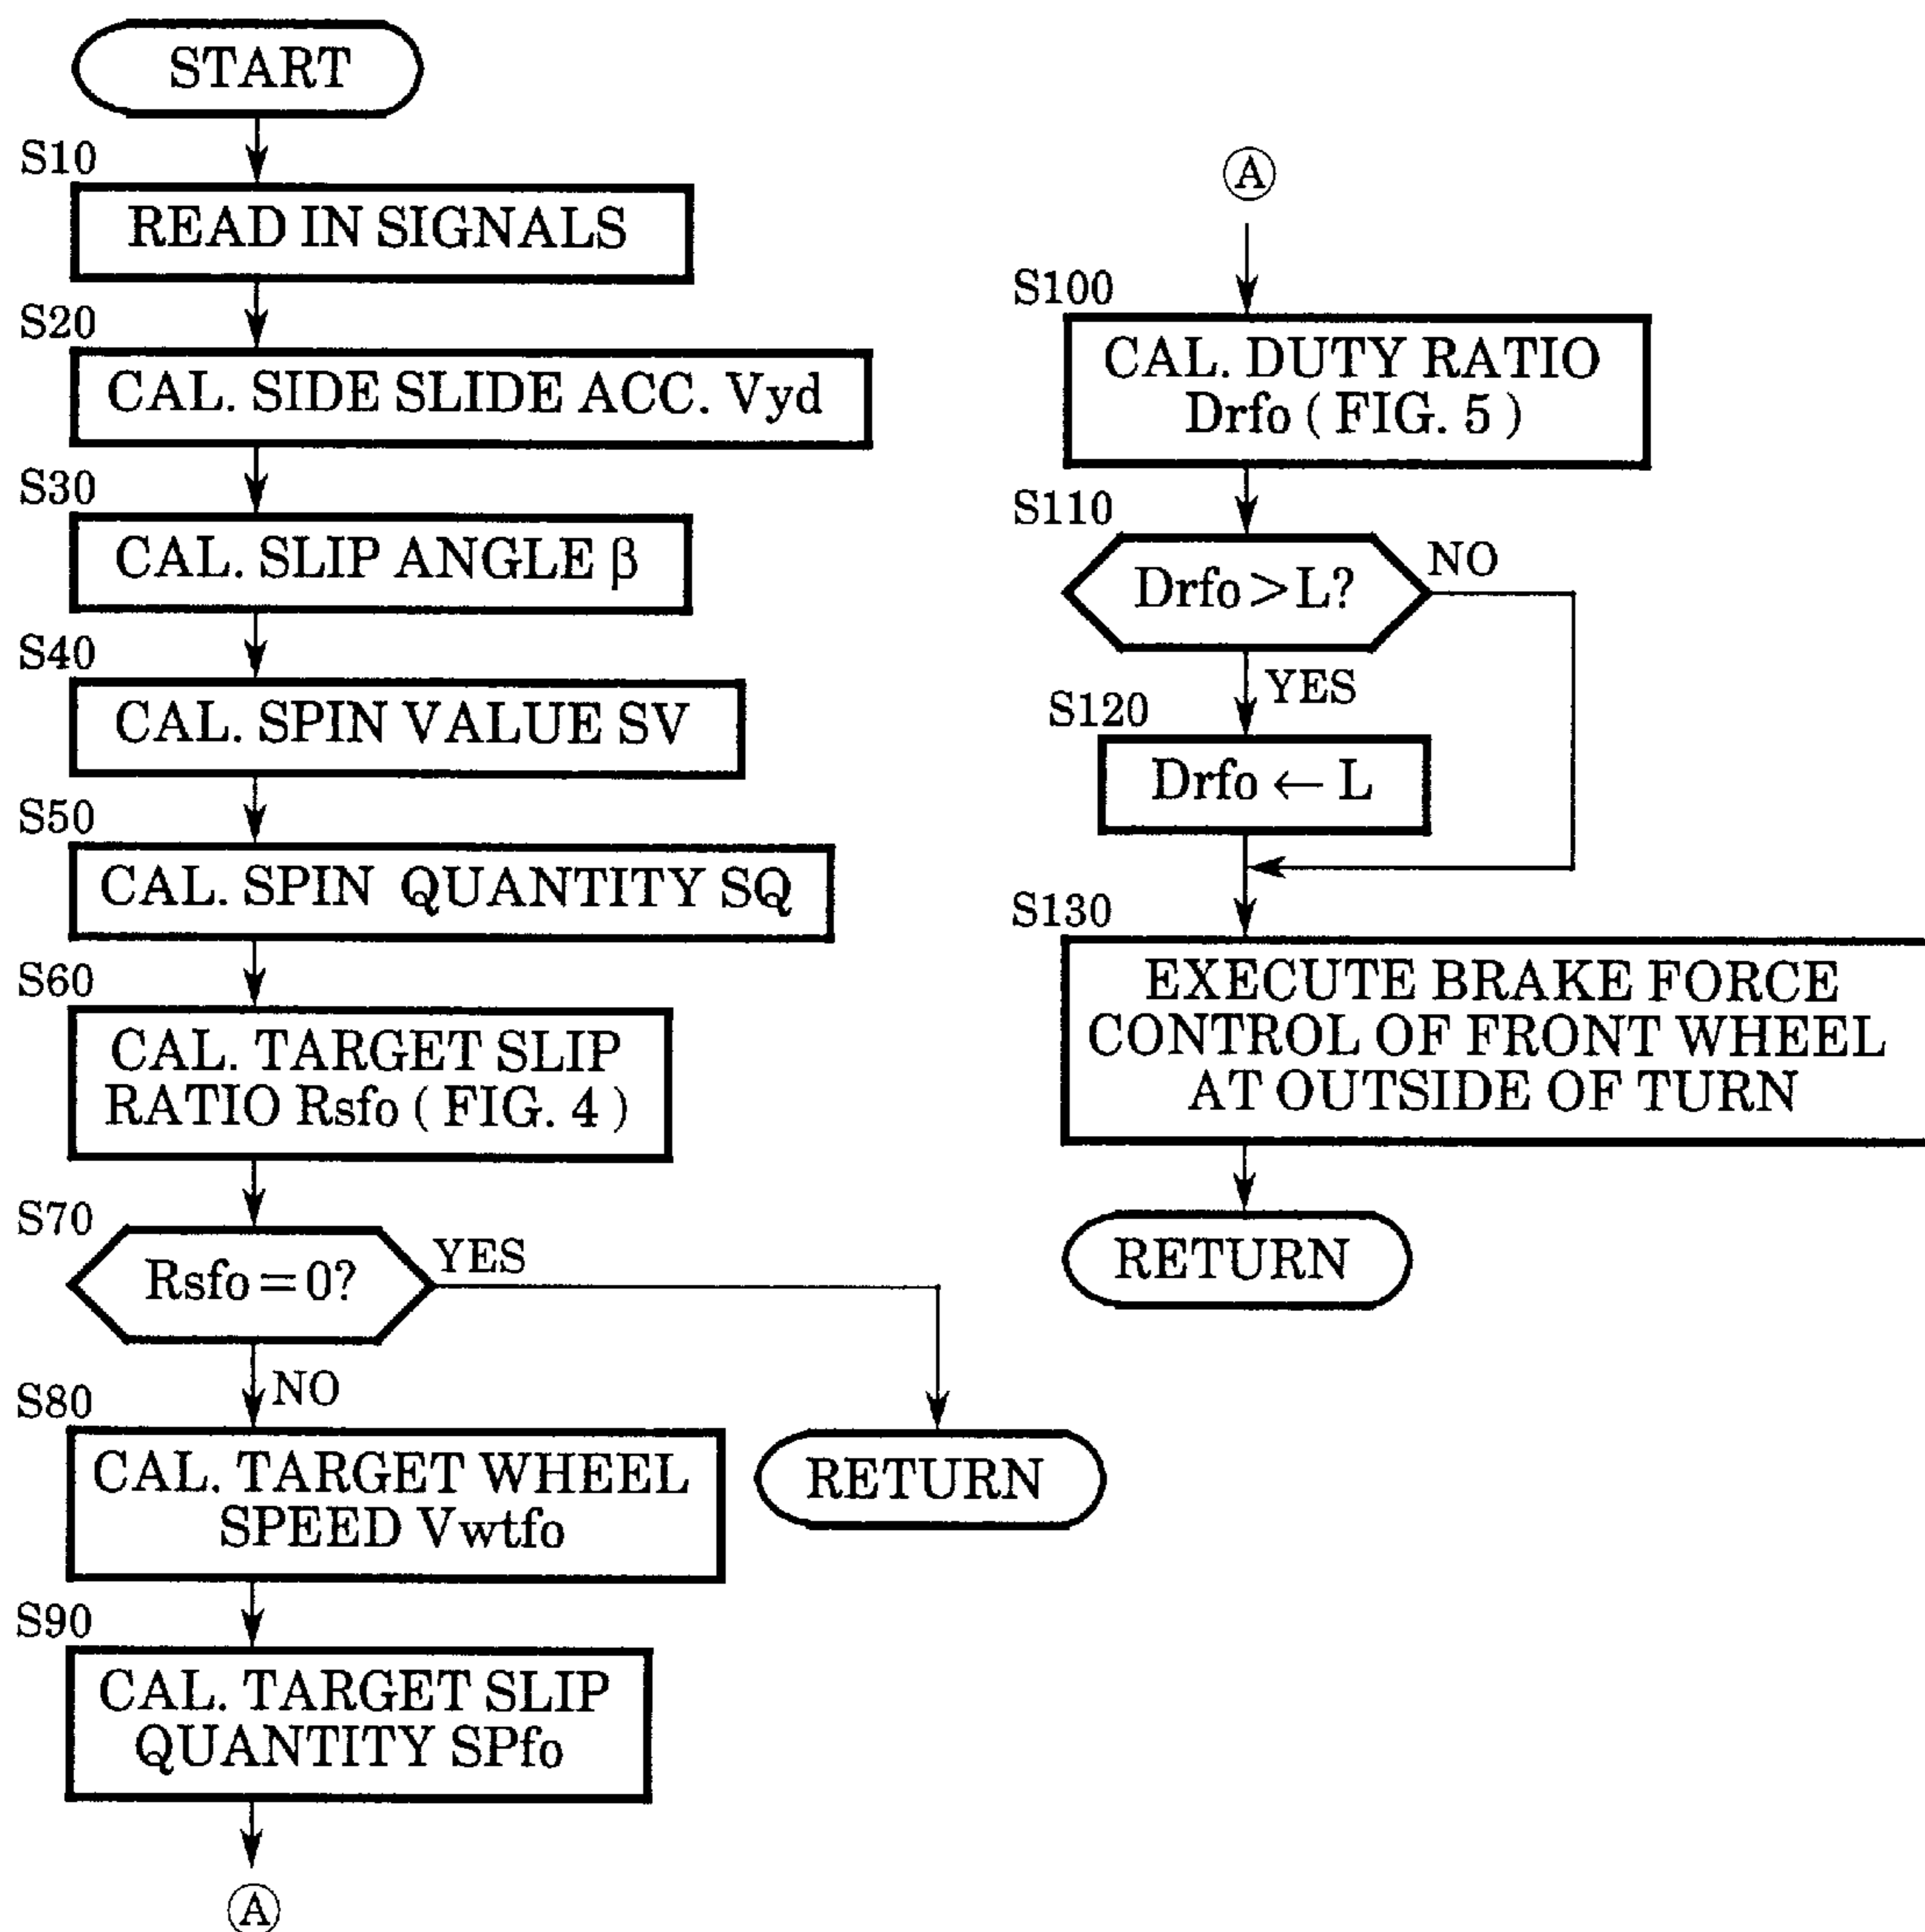 START
S10
READ IN SIGNALS
S20
CAL. SIDE SLIDE ACC. Vyd
S30
CAL. SLIP ANGLE β
S40
CAL. SPIN VALUE SV
S50
CAL. SPIN QUANTITY SQ
S60
CAL. TARGET SLIP
RATIO Rsfo ( FIG. 4 )
S70
Rsfo = 0?
YES
NO
RETURN
S80
CAL. TARGET WHEEL
SPEED Vwtfo
S90
CAL. TARGET SLIP
QUANTITY SPfo
A
A
S100
CAL. DUTY RATIO
Drfo ( FIG. 5 )
S110
Drfo > L?
NO
YES
S120
Drfo ← L
S130
EXECUTE BRAKE FORCE
CONTROL OF FRONT WHEEL
AT OUTSIDE OF TURN
RETURN